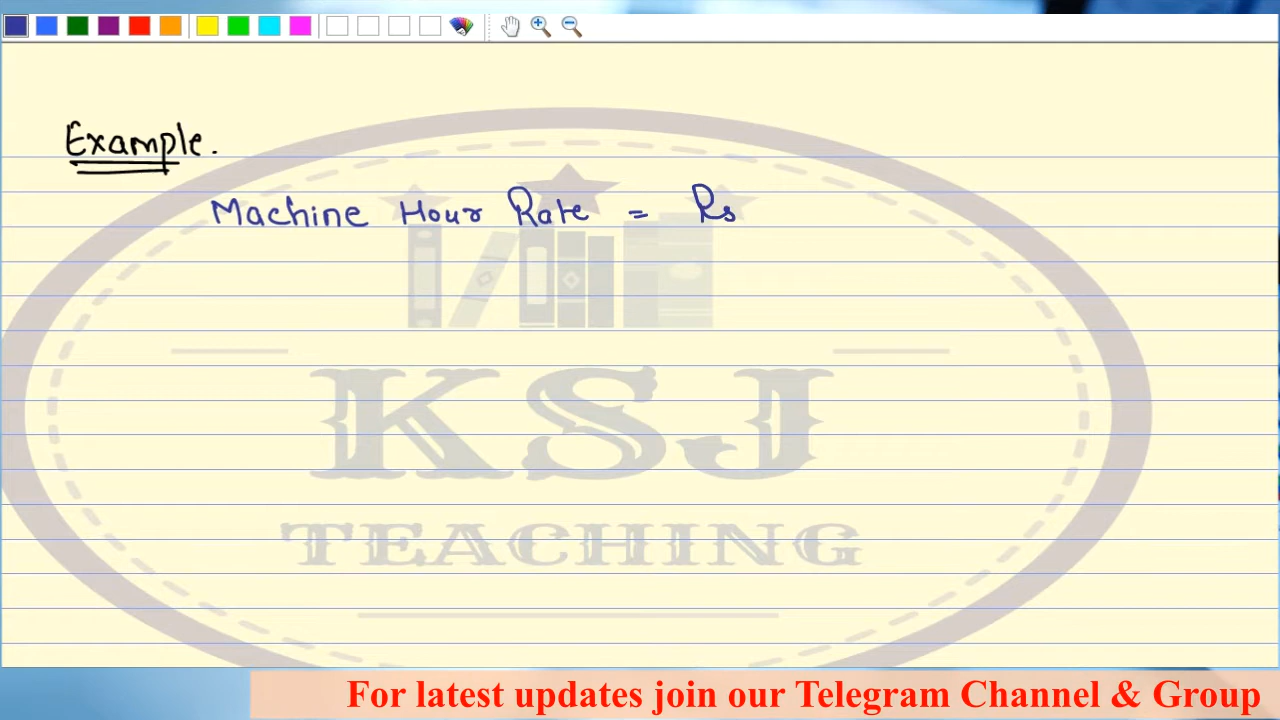 Example.
Machine Hour Rate = Rs
KSJ
TEACHING
For latest updates join our Telegram Channel & Group